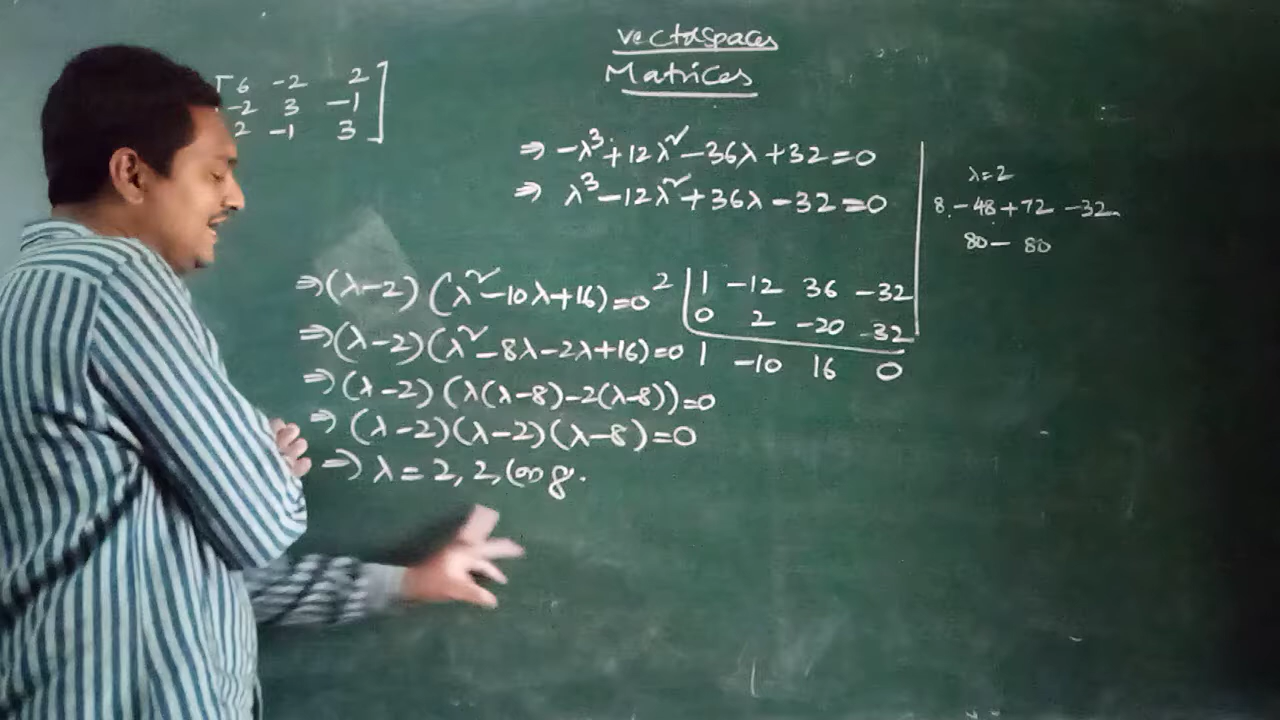 vectorspaces
Matrices
6 -2 2
-2 3 -1
2 -1 3
⇒ -λ³+12λ²-36λ+32=0
⇒ λ³-12λ²+36λ-32=0
λ=2
8-48+72-32
80-80
⇒(λ-2)(λ²-10λ+16)=0
⇒(λ-2)(λ²-8λ-2λ+16)=0
⇒(λ-2)(λ(λ-8)-2(λ-8))=0
⇒(λ-2)(λ-2)(λ-8)=0
⇒λ=2, 2, (or) 8.
2 | 1 -12 36 -32
0 2 -20 -32
1 -10 16 0